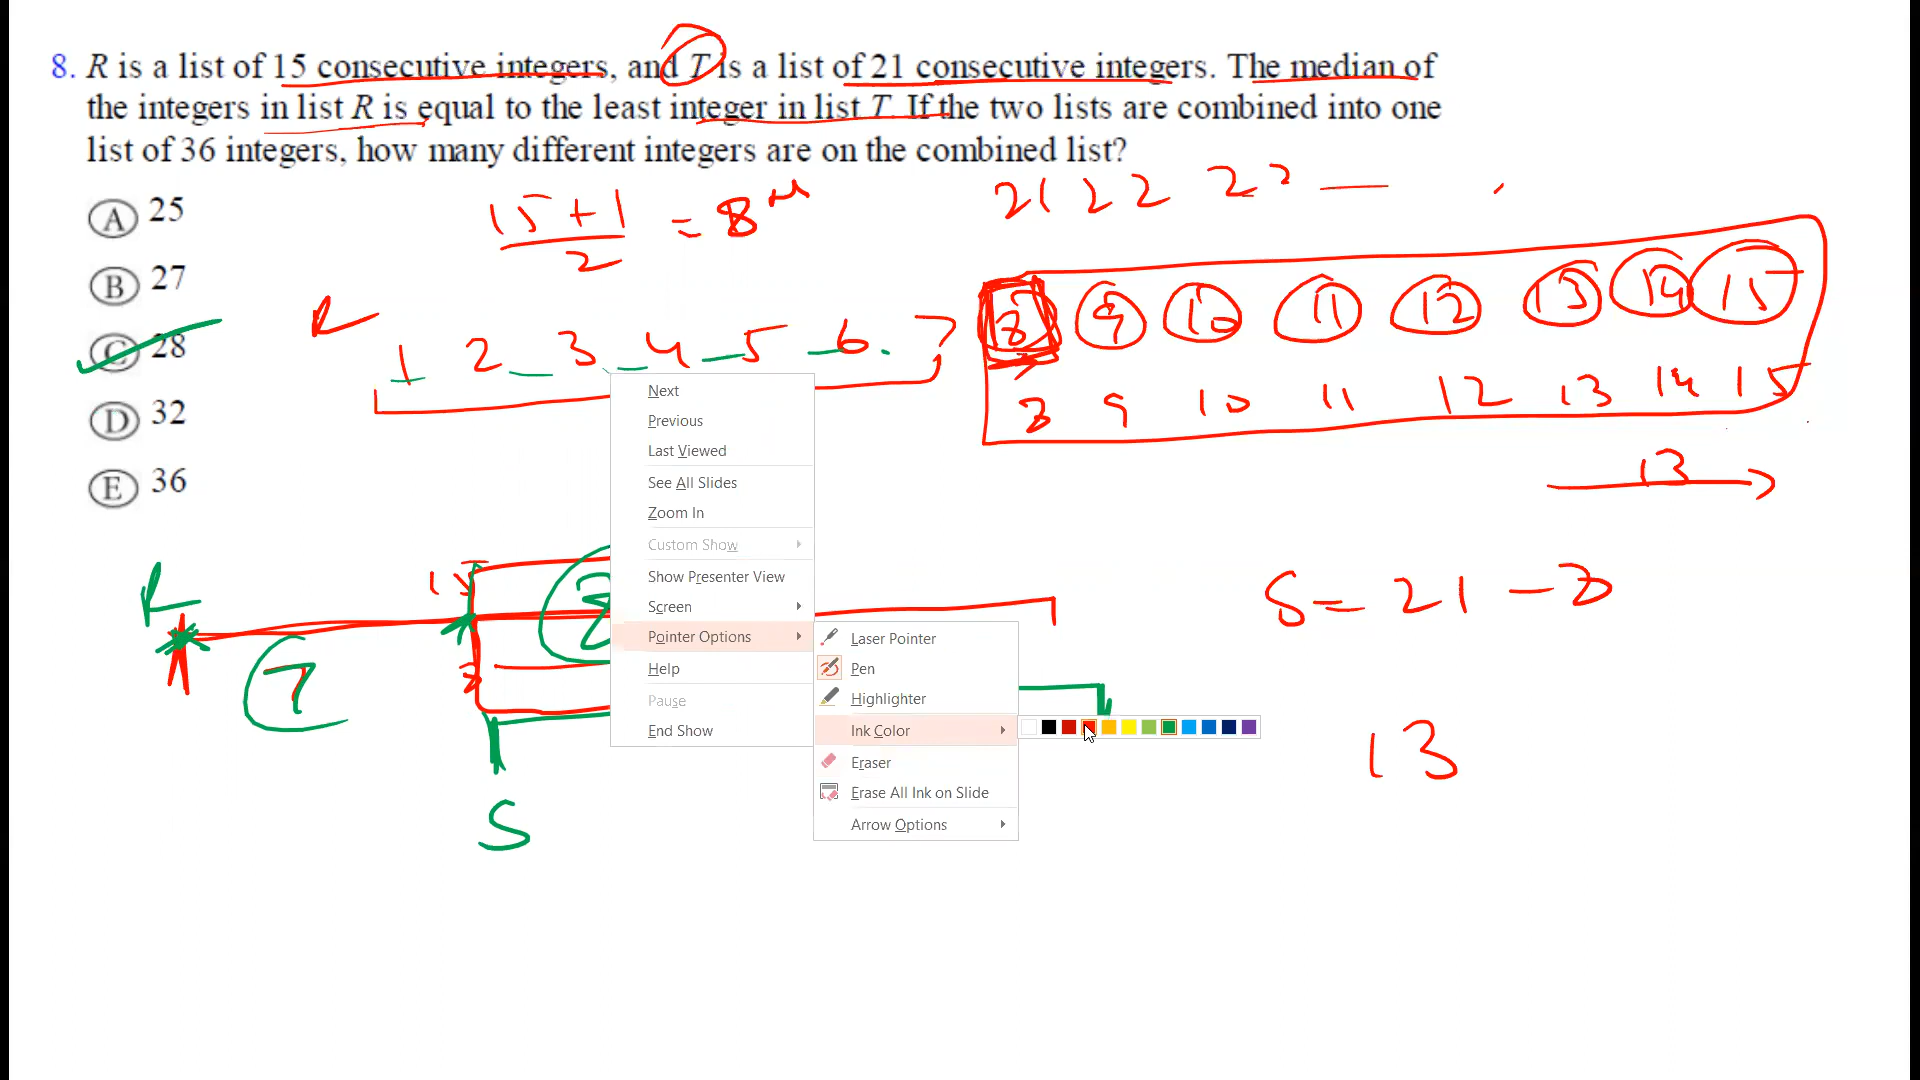 8. R is a list of 15 consecutive integers, and T is a list of 21 consecutive integers. The median of
the integers in list R is equal to the least integer in list T. If the two lists are combined into one
list of 36 integers, how many different integers are on the combined list?
A 25
B 27
C 28
D 32
E 36
15 + 1
2
= 8
21 22
R
1 2 3 4 5 6 7 8 9 10 11 12 13 14 15
8 9 10 11 12 13 14 15
13
Next
Previous
Last Viewed
See All Slides
Zoom In
Custom Show
Show Presenter View
Screen
Pointer Options
Help
Pause
End Show
Laser Pointer
Pen
Highlighter
Ink Color
Eraser
Erase All Ink on Slide
Arrow Options
R
15
8
7
S
S = 21 - 8
13